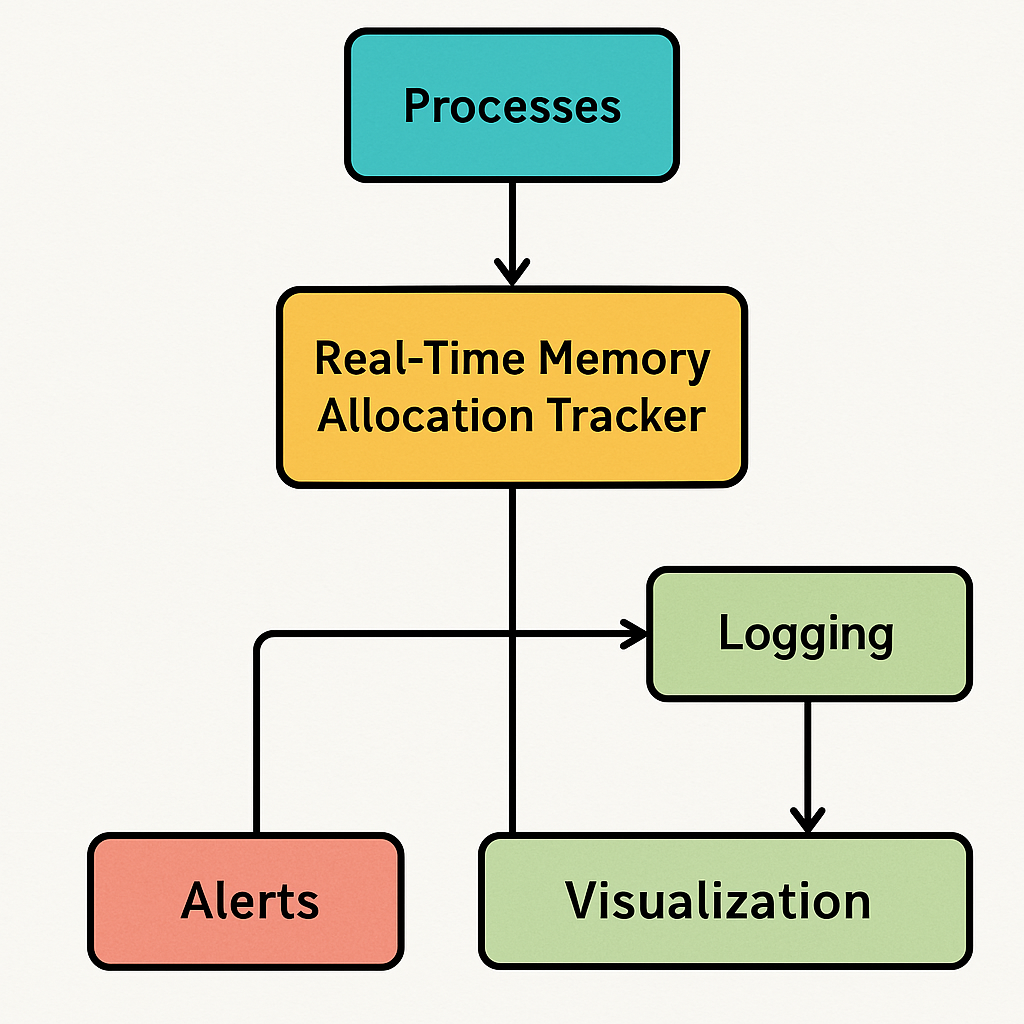 Processes
Real-Time Memory
Allocation Tracker
Logging
Alerts
Visualization